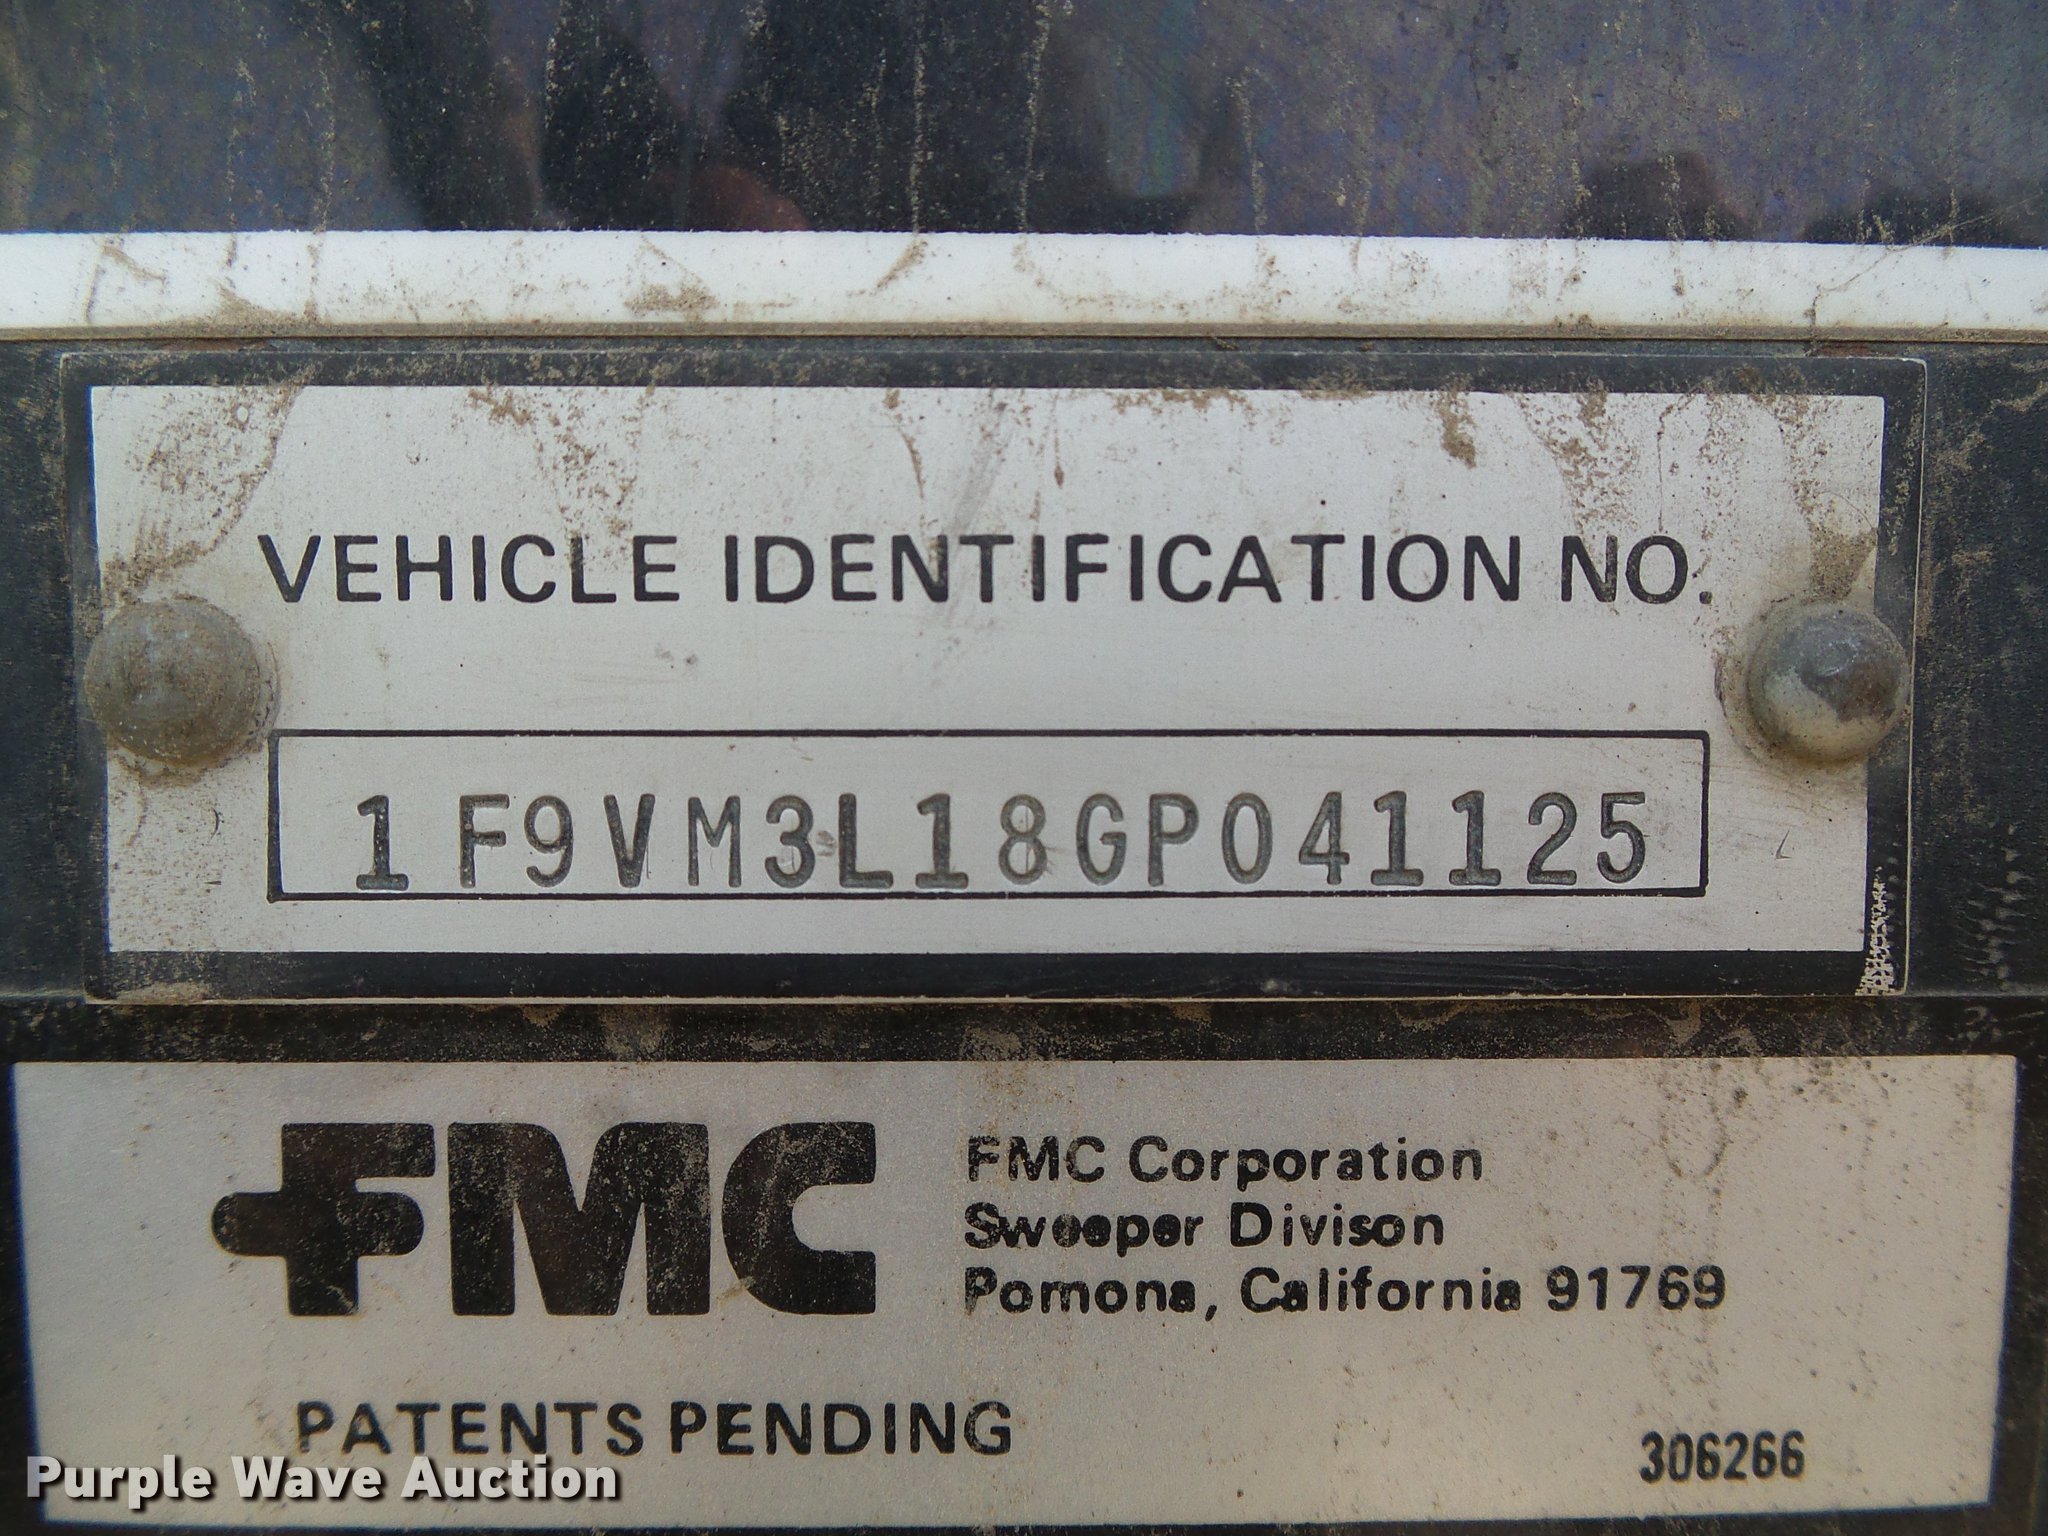 VEHICLE IDENTIFICATION NO.
1F9VM3L18GP041125
FMC
FMC Corporation
Sweeper Divison
Pomona, California 91769
PATENTS PENDING
306266
Purple Wave Auction